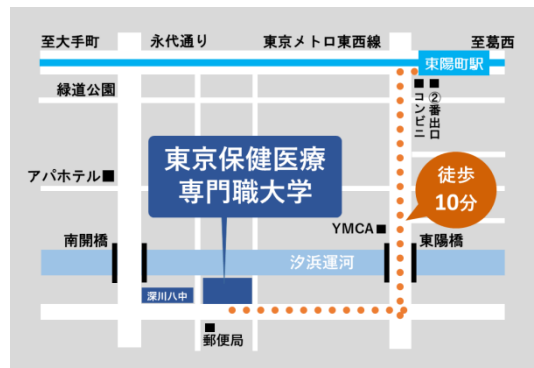 至大手町
永代通り
東京メトロ東西線
至葛西
東陽町駅
緑道公園
コンビニ
②番出口
東京保健医療
専門職大学
アパホテル
徒歩
10分
YMCA
南開橋
東陽橋
汐浜運河
深川八中
郵便局